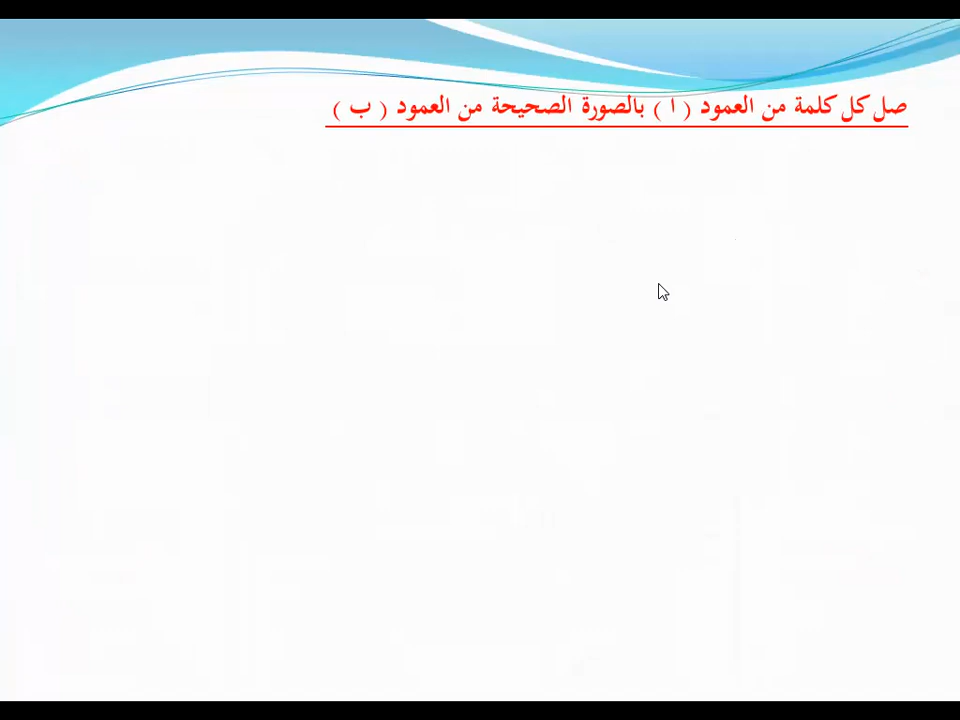 صل كل كلمة من العمود ( ا ) بالصورة الصحيحة من العمود ( ب )